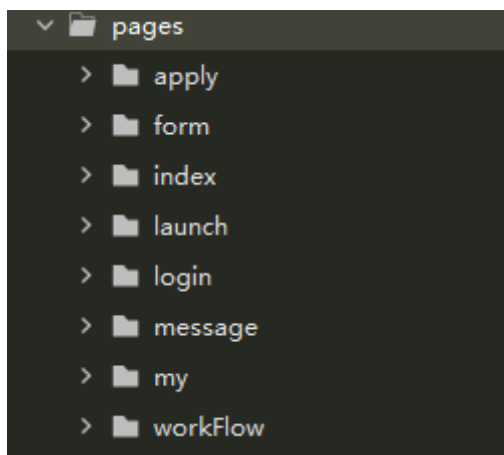 pages
apply
form
index
launch
login
message
my
workFlow